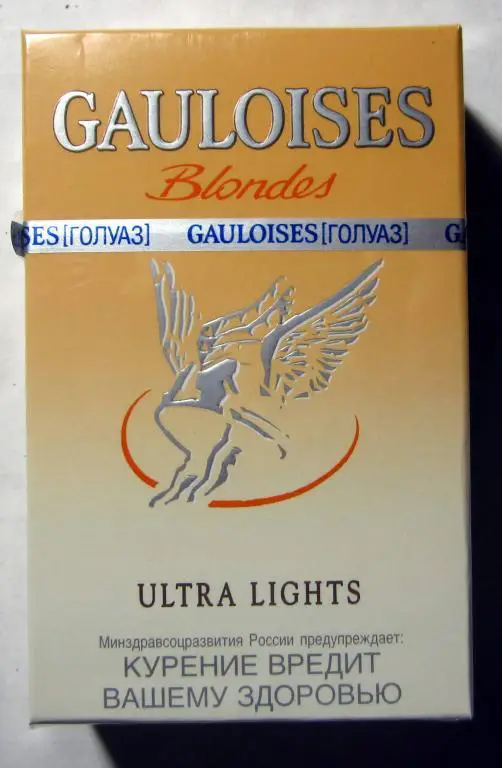 GAULOISES
Blondes
SES[ГОЛУАЗ] GAULOISES[ГОЛУАЗ] G
ULTRA LIGHTS
Минздравсоцразвития России предупреждает:
КУРЕНИЕ ВРЕДИТ
ВАШЕМУ ЗДОРОВЬЮ